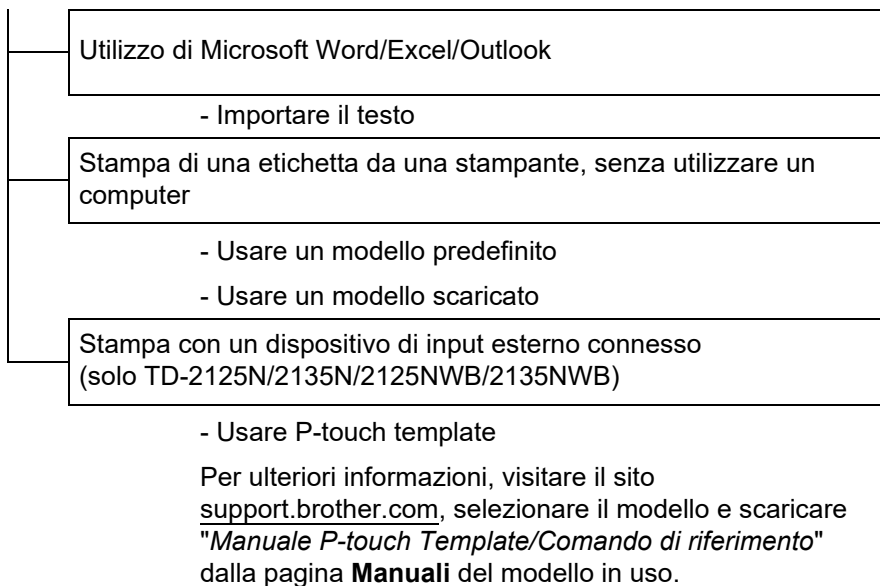 Utilizzo di Microsoft Word/Excel/Outlook
- Importare il testo
Stampa di una etichetta da una stampante, senza utilizzare un
computer
- Usare un modello predefinito
- Usare un modello scaricato
Stampa con un dispositivo di input esterno connesso
(solo TD-2125N/2135N/2125NWB/2135NWB)
- Usare P-touch template
Per ulteriori informazioni, visitare il sito
support.brother.com, selezionare il modello e scaricare
"Manuale P-touch Template/Comando di riferimento"
dalla pagina Manuali del modello in uso.